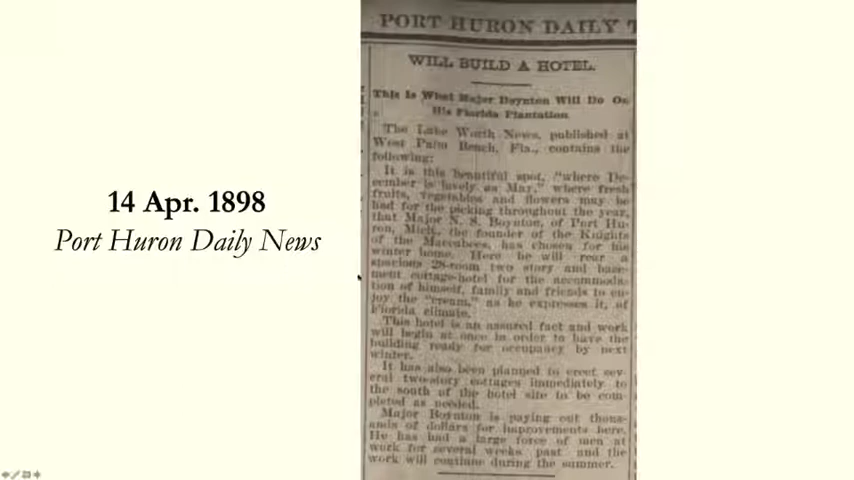 14 Apr. 1898
Port Huron Daily News
PORT HURON DAILY T
WILL BUILD A HOTEL.
This Is What Major Boynton Will Do On
His Florida Plantation
The Lake Worth News, published at
West Palm Beach, Fla., contains the
following:
It is this beautiful spot, "where De-
cember is lovely as May," where fresh
fruits, vegetables and flowers may be
had for the picking throughout the year,
that Major N. S. Boynton, of Port Hu-
ron, Mich., the founder of the Knights
of the Maccabees, has chosen for his
winter home. Here he will rear a
spacious 28-room two story and base-
ment cottage-hotel for the accommoda-
tion of himself, family and friends to en-
joy the "cream," as he expresses it, of
Florida climate.
This hotel is an assured fact and work
will begin at once in order to have the
building ready for occupancy by next
winter.
It has also been planned to erect sev-
eral two-story cottages immediately to
the south of the hotel site to be com-
pleted as needed.
Major Boynton is paying out thous-
ands of dollars for improvements here.
He has had a large force of men at
work for several weeks past and the
work will continue during the summer.